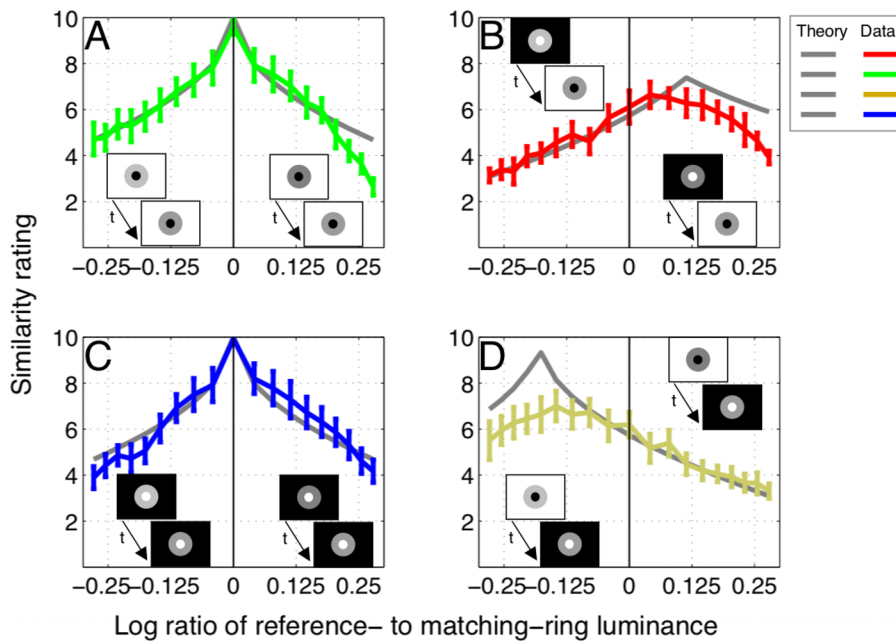 A
10
8
6
4
2
−0.25 −0.125 0 0.125 0.25
t
t
B
10
8
6
4
2
−0.25 −0.125 0 0.125 0.25
t
t
Theory Data
C
10
8
6
4
2
−0.25 −0.125 0 0.125 0.25
t
t
D
10
8
6
4
2
−0.25 −0.125 0 0.125 0.25
t
t
Similarity rating
Log ratio of reference− to matching−ring luminance